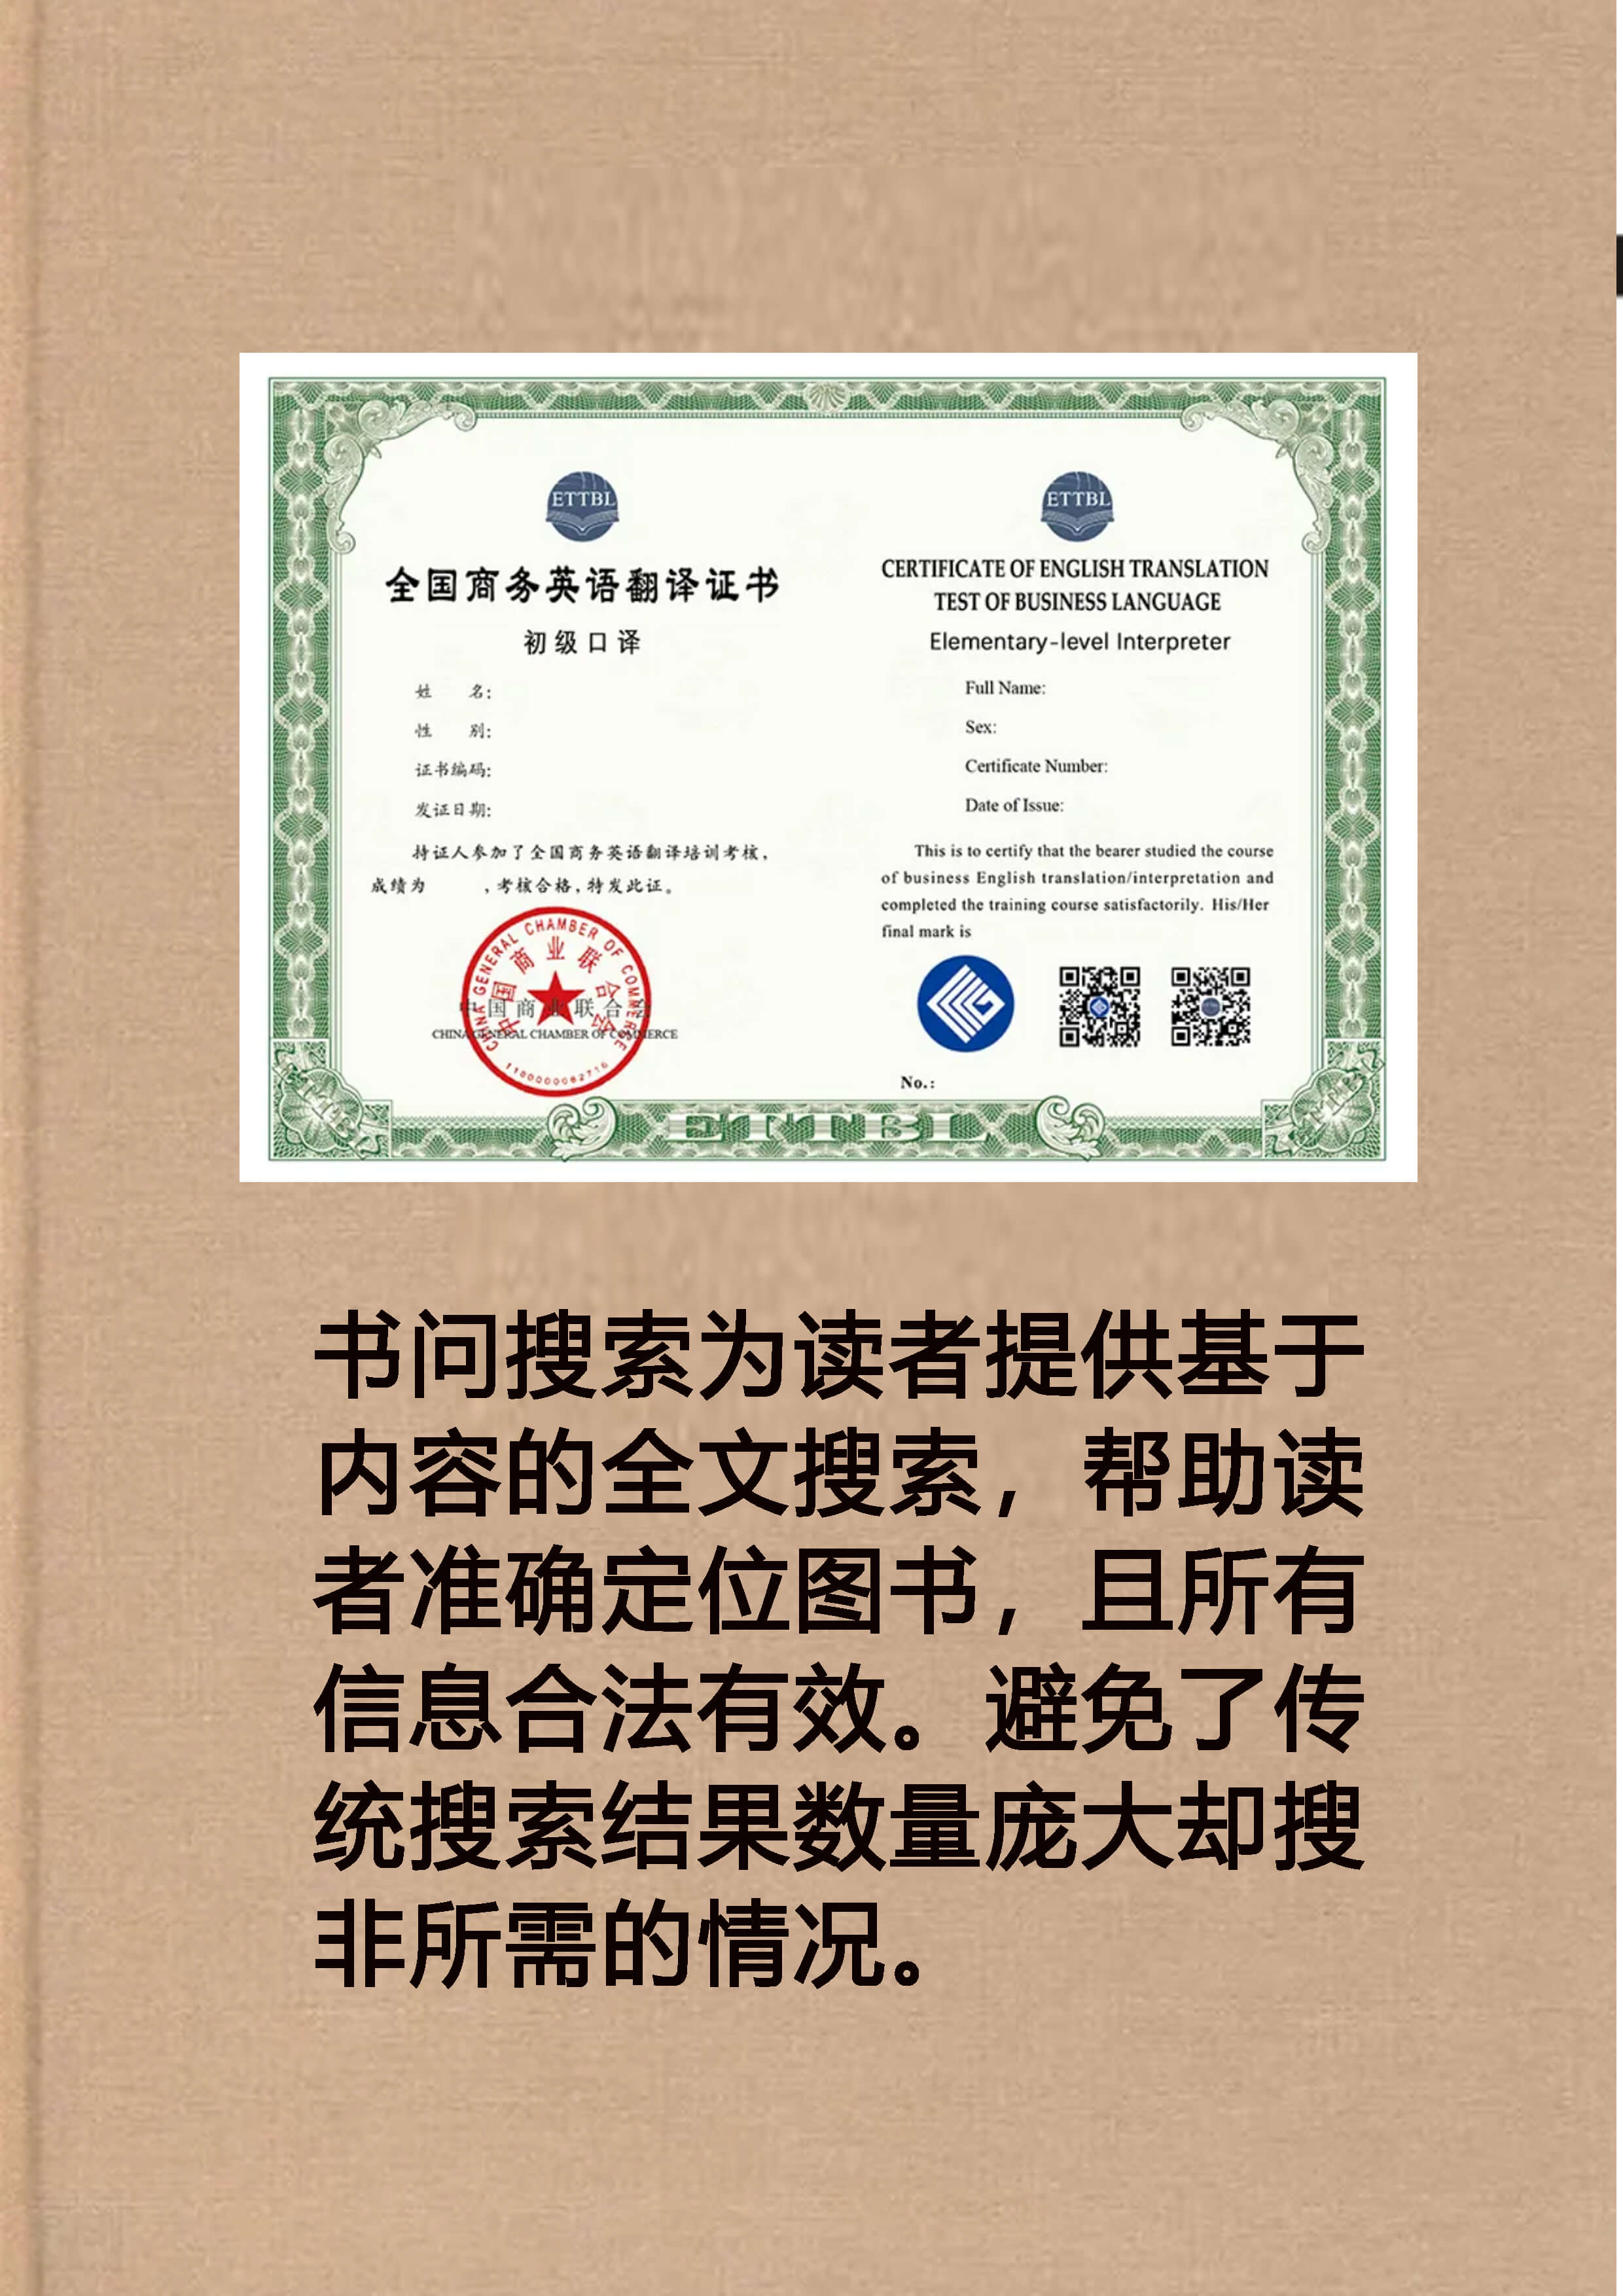 ETTBL
全国商务英语翻译证书
初级口译
姓 名:
性 别:
证书编码:
发证日期:
持证人参加了全国商务英语翻译培训考核,
成绩为 ,考核合格,特发此证。
CHINA GENERAL CHAMBER OF COMMERCE
中国商业联合会
中国商业联合会
CHINA GENERAL CHAMBER OF COMMERCE
ETTBL
CERTIFICATE OF ENGLISH TRANSLATION
TEST OF BUSINESS LANGUAGE
Elementary-level Interpreter
Full Name:
Sex:
Certificate Number:
Date of Issue:
This is to certify that the bearer studied the course
of business English translation/interpretation and
completed the training course satisfactorily. His/Her
final mark is
No.:
ETTBL
书问搜索为读者提供基于
内容的全文搜索，帮助读
者准确定位图书，且所有
信息合法有效。避免了传
统搜索结果数量庞大却搜
非所需的情况。